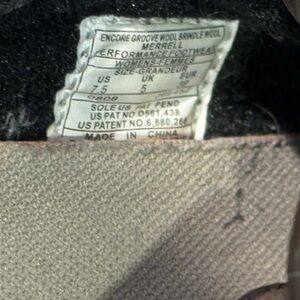 ENCORE GROOVE WOOL BRINDLE WOOL
MERRELL
PERFORMANCE FOOTWEAR
WOMENS-FEMMES
SIZE-GRANDEUR
US UK EUR
7.5 5
0808
SOLE US PAT PEND
US PAT NO D561,438
US PATENT NO. 6,880,266
MADE IN CHINA